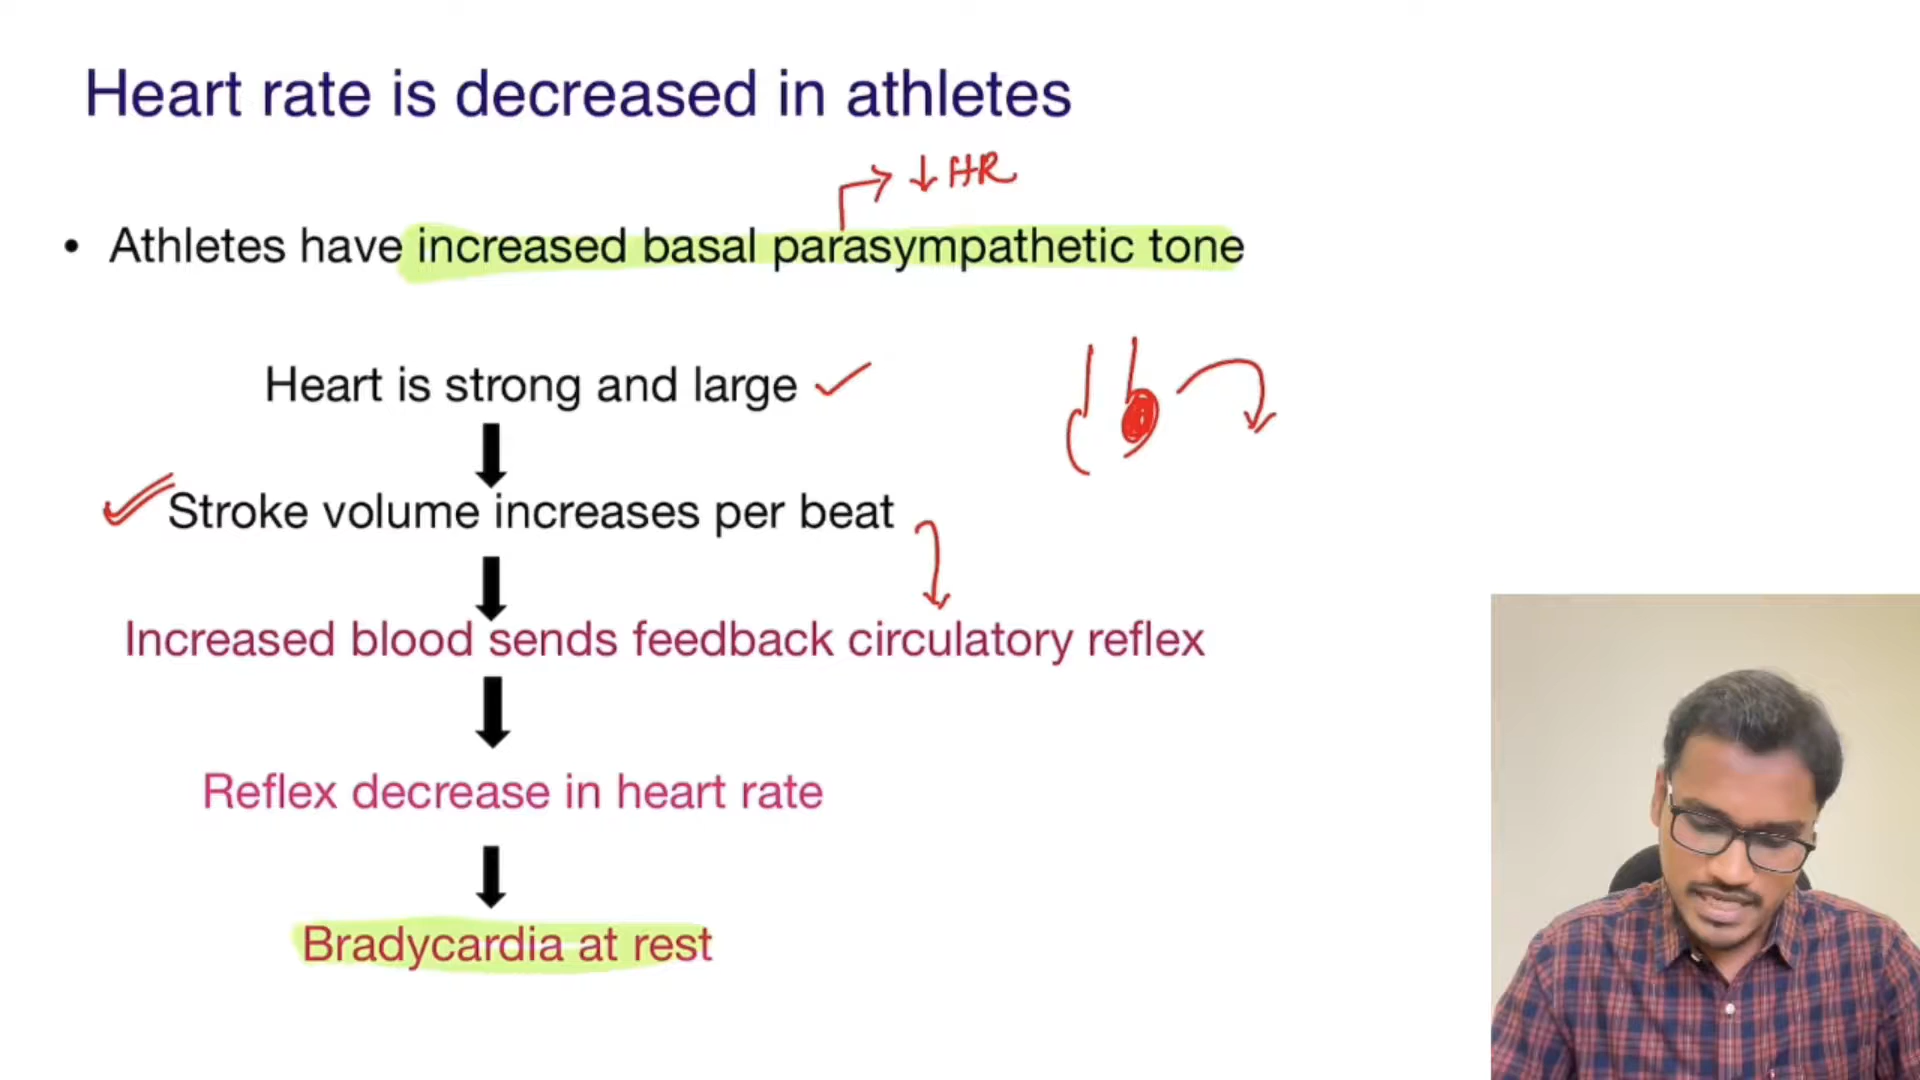 Heart rate is decreased in athletes
↓ HR
• Athletes have increased basal parasympathetic tone
Heart is strong and large
Stroke volume increases per beat
Increased blood sends feedback circulatory reflex
Reflex decrease in heart rate
Bradycardia at rest